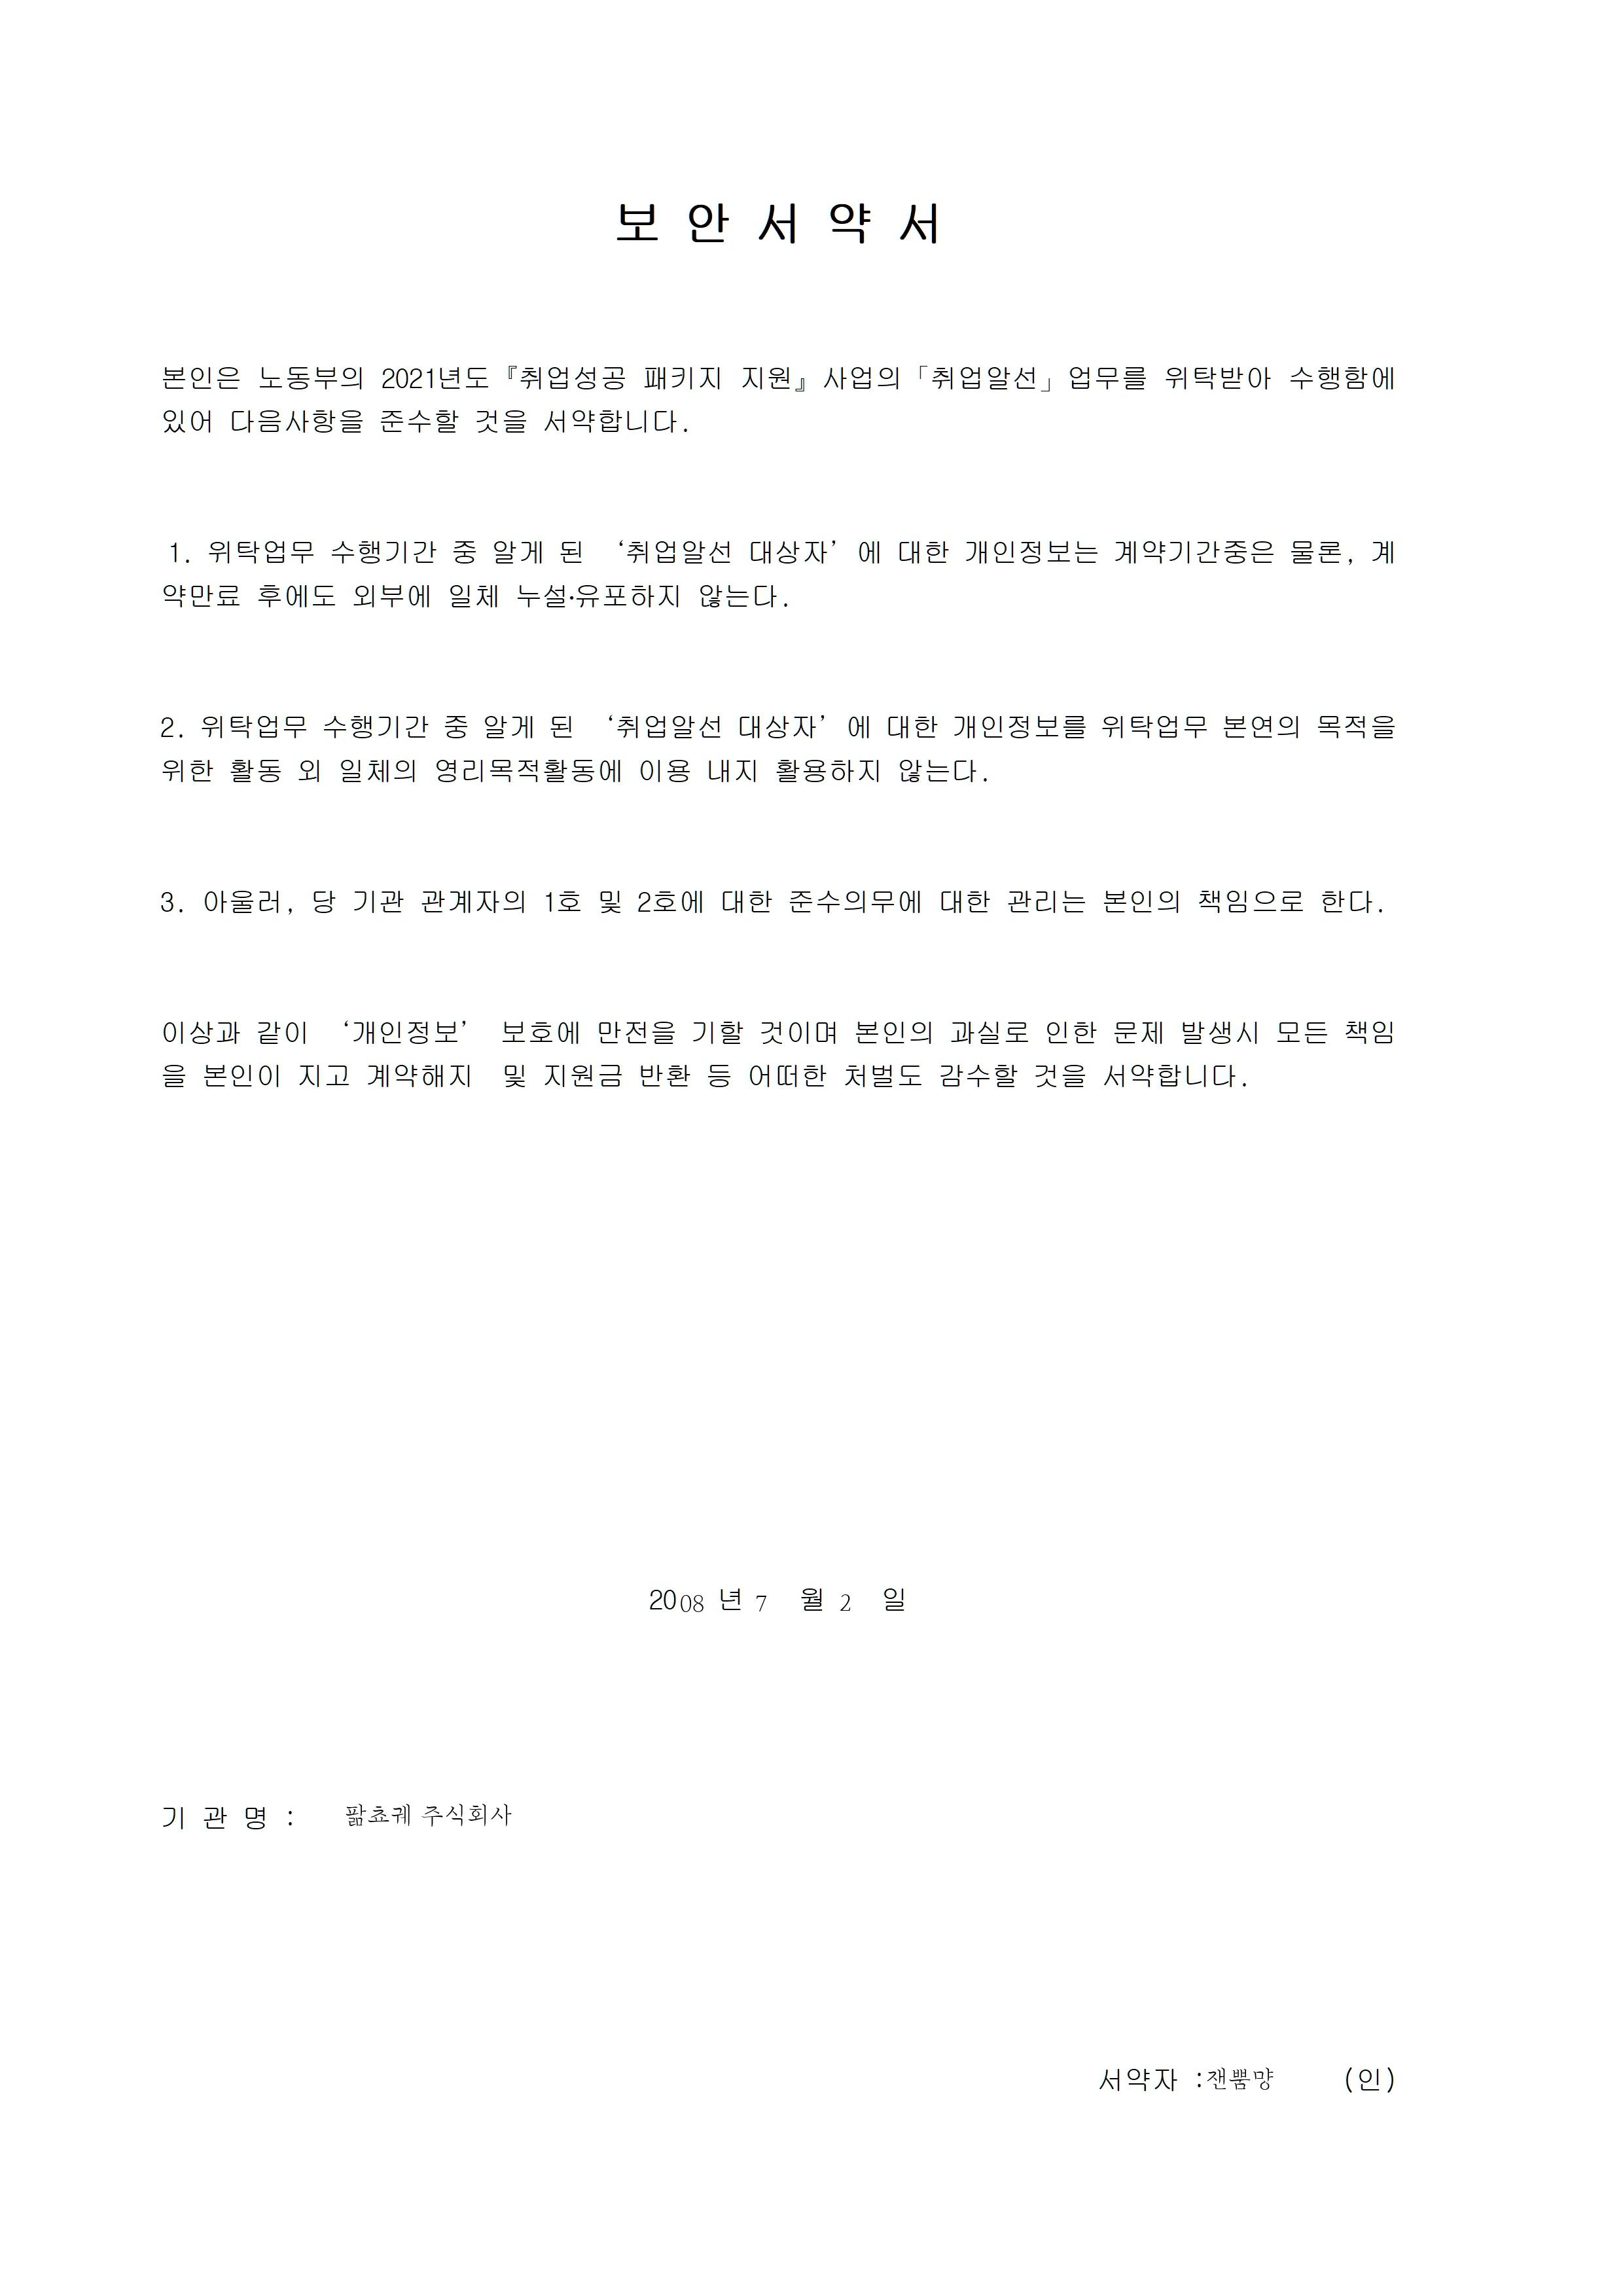 보 안 서 약 서
본인은 노동부의 2021년도『취업성공 패키지 지원』사업의「취업알선」업무를 위탁받아 수행함에
있어 다음사항을 준수할 것을 서약합니다.
1. 위탁업무 수행기간 중 알게 된 ‘취업알선 대상자’에 대한 개인정보는 계약기간중은 물론, 계
약만료 후에도 외부에 일체 누설·유포하지 않는다.
2. 위탁업무 수행기간 중 알게 된 ‘취업알선 대상자’에 대한 개인정보를 위탁업무 본연의 목적을
위한 활동 외 일체의 영리목적활동에 이용 내지 활용하지 않는다.
3. 아울러, 당 기관 관계자의 1호 및 2호에 대한 준수의무에 대한 관리는 본인의 책임으로 한다.
이상과 같이 ‘개인정보’ 보호에 만전을 기할 것이며 본인의 과실로 인한 문제 발생시 모든 책임
을 본인이 지고 계약해지 및 지원금 반환 등 어떠한 처벌도 감수할 것을 서약합니다.
2008 년 7 월 2 일
기 관 명 : 팖쵸궤 주식회사
서약자 :잰뿜먕 (인)